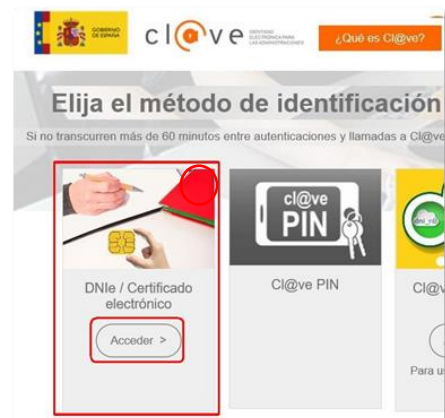 GOBIERNO
DE ESPAÑA
cl@ve
IDENTIDAD
ELECTRÓNICA PARA
LAS ADMINISTRACIONES
¿Qué es Cl@ve?
Elija el método de identificación
Si no transcurren más de 60 minutos entre autenticaciones y llamadas a Cl@ve
cl@ve
PIN
DNIe / Certificado
electrónico
Acceder >
Cl@ve PIN
Cl@v
Para u